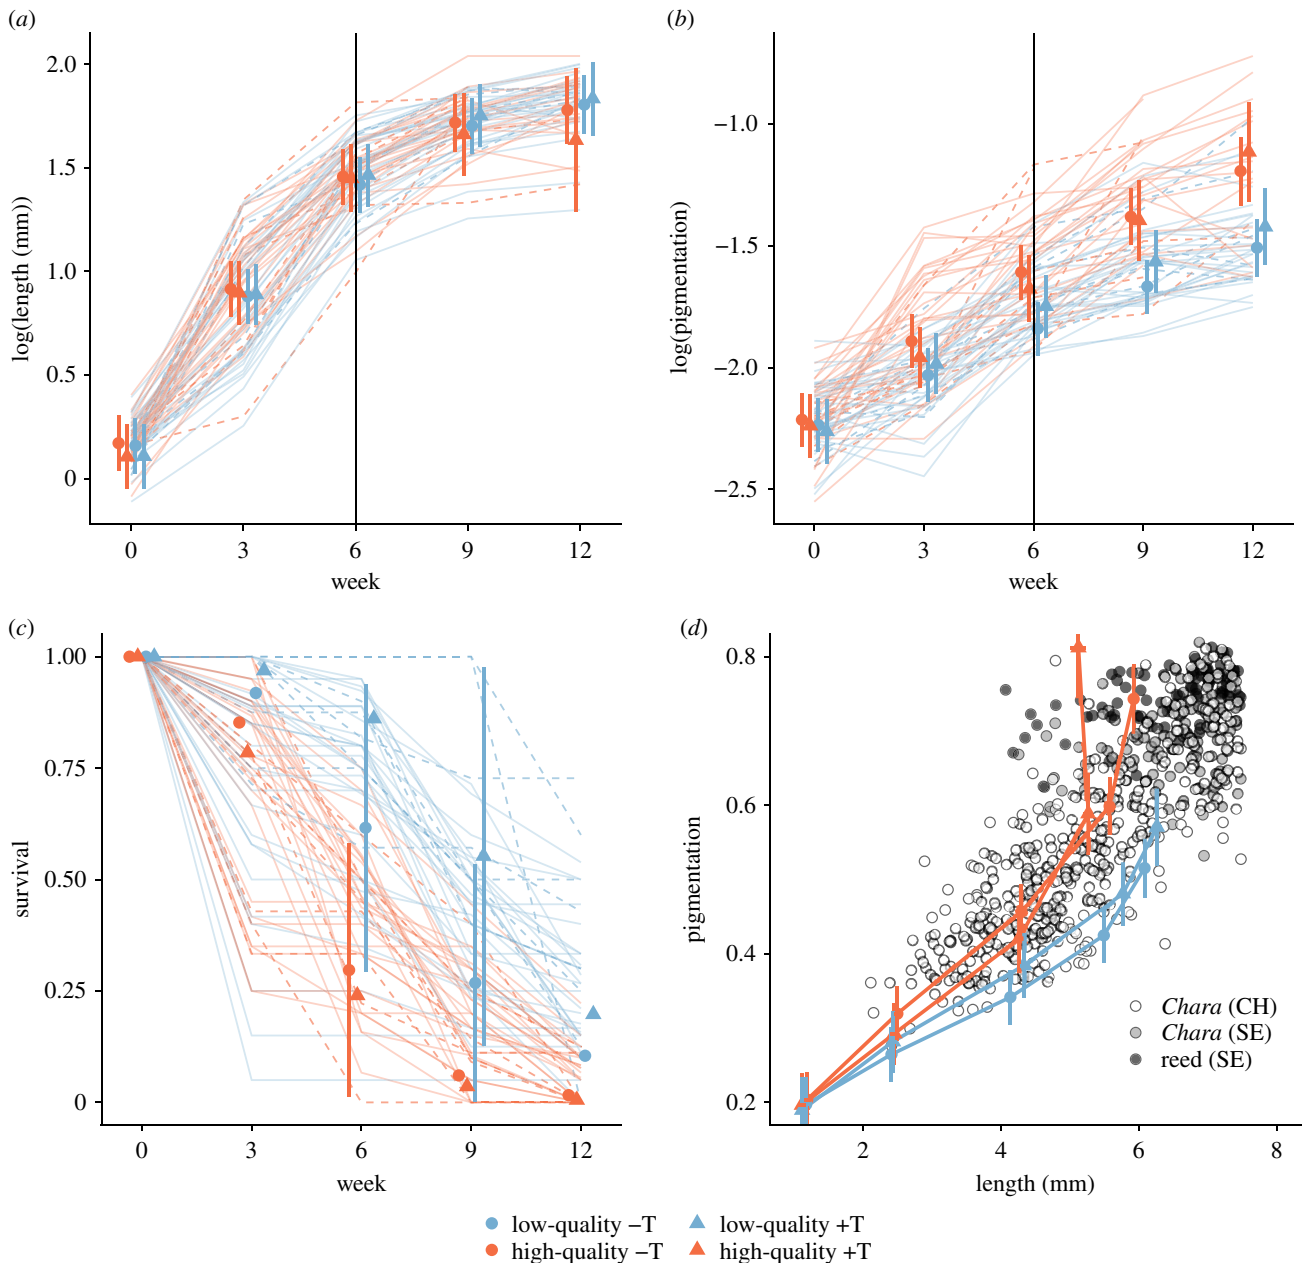 (a)
2.0
1.5
1.0
0.5
0
log(length (mm))
0 3 6 9 12
week
(b)
−1.0
−1.5
−2.0
−2.5
log(pigmentation)
0 3 6 9 12
week
(c)
1.00
0.75
0.50
0.25
0
survival
0 3 6 9 12
week
(d)
0.8
0.6
0.4
0.2
pigmentation
Chara (CH)
Chara (SE)
reed (SE)
2 4 6 8
length (mm)
low-quality −T low-quality +T
high-quality −T high-quality +T